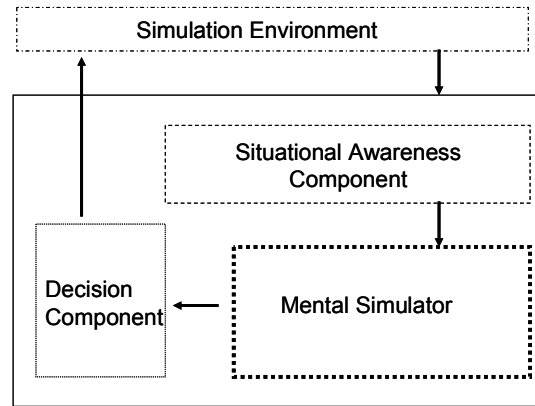 Simulation Environment
Situational Awareness
Component
Decision
Component
Mental Simulator